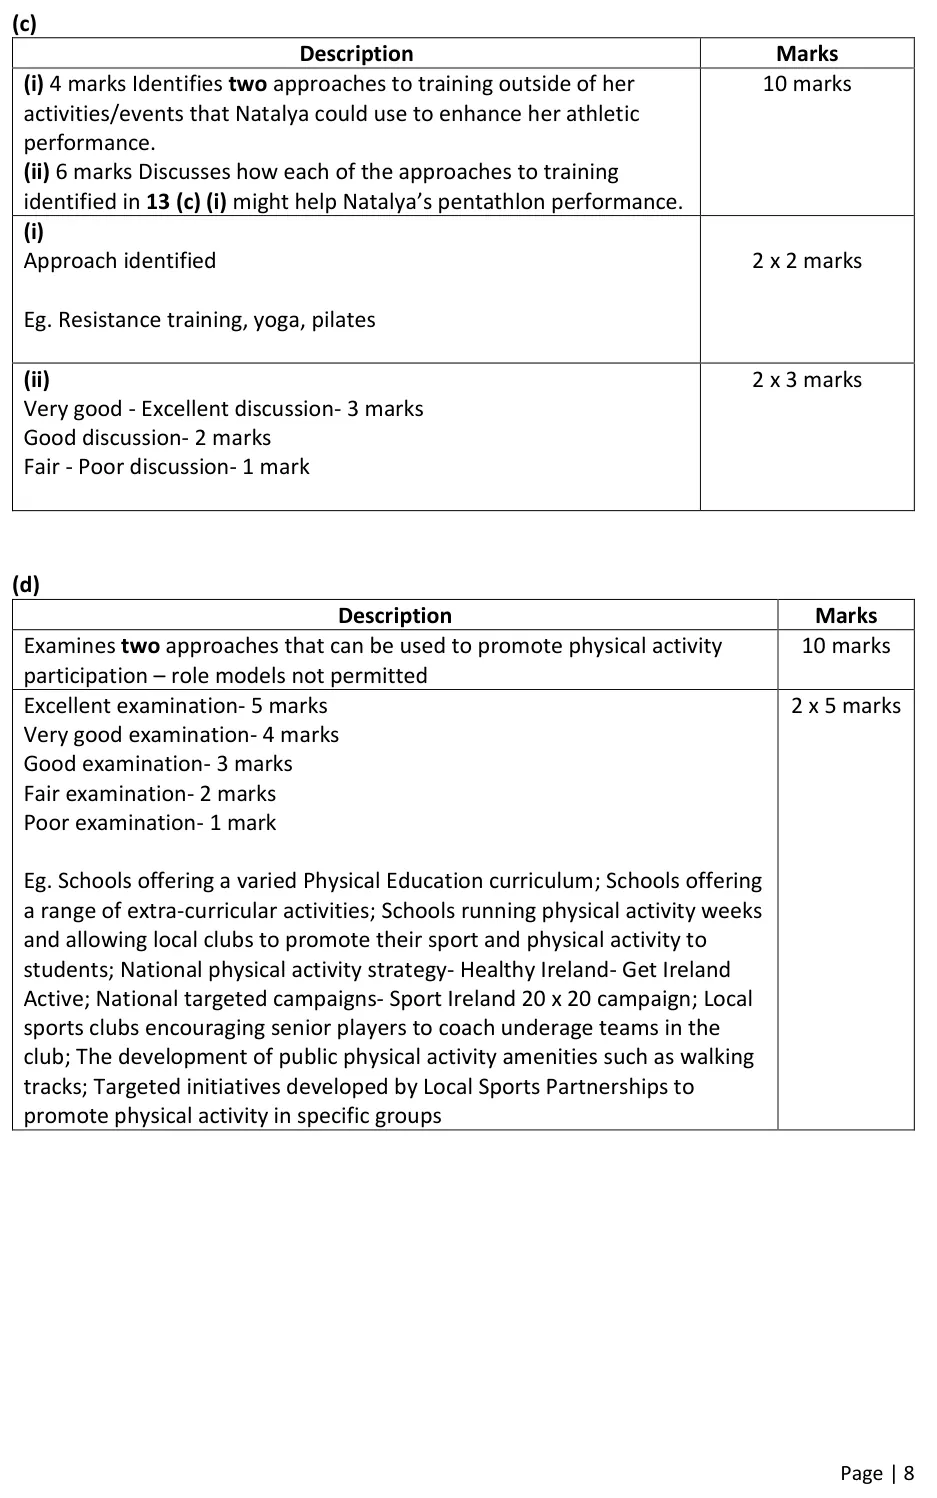 (c)
Description Marks
(i) 4 marks Identifies two approaches to training outside of her 10 marks
activities/events that Natalya could use to enhance her athletic
performance.
(ii) 6 marks Discusses how each of the approaches to training
identified in 13 (c) (i) might help Natalya’s pentathlon performance.
(i)
Approach identified 2 x 2 marks
Eg. Resistance training, yoga, pilates
(ii) 2 x 3 marks
Very good - Excellent discussion- 3 marks
Good discussion- 2 marks
Fair - Poor discussion- 1 mark
(d)
Description Marks
Examines two approaches that can be used to promote physical activity 10 marks
participation – role models not permitted
Excellent examination- 5 marks 2 x 5 marks
Very good examination- 4 marks
Good examination- 3 marks
Fair examination- 2 marks
Poor examination- 1 mark
Eg. Schools offering a varied Physical Education curriculum; Schools offering
a range of extra-curricular activities; Schools running physical activity weeks
and allowing local clubs to promote their sport and physical activity to
students; National physical activity strategy- Healthy Ireland- Get Ireland
Active; National targeted campaigns- Sport Ireland 20 x 20 campaign; Local
sports clubs encouraging senior players to coach underage teams in the
club; The development of public physical activity amenities such as walking
tracks; Targeted initiatives developed by Local Sports Partnerships to
promote physical activity in specific groups
Page | 8